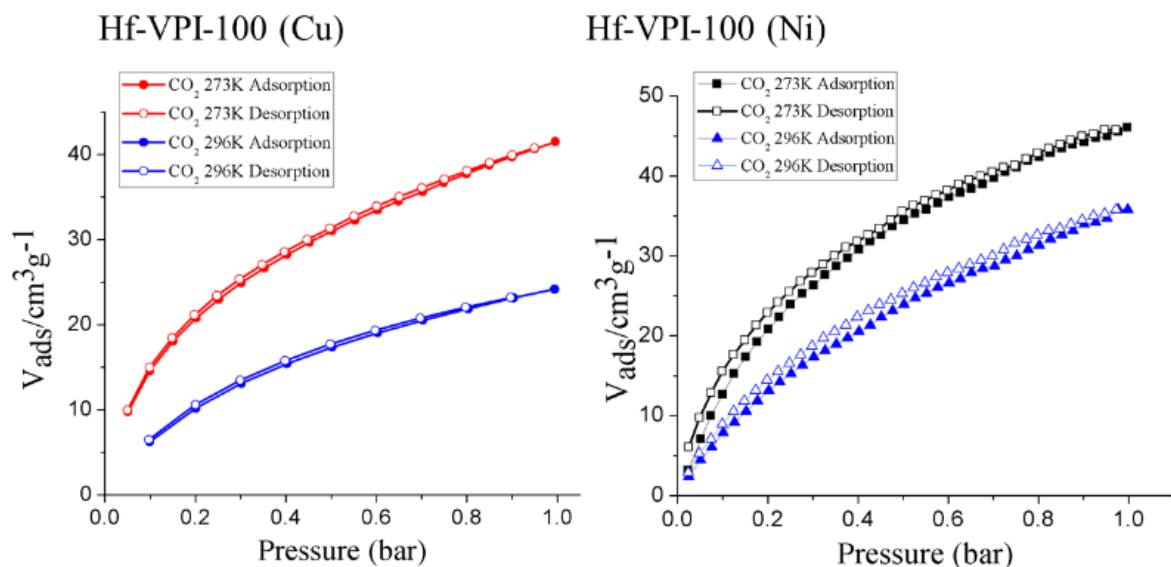 Hf-VPI-100 (Cu)
CO₂ 273K Adsorption
CO₂ 273K Desorption
CO₂ 296K Adsorption
CO₂ 296K Desorption
40
30
20
10
0
Vads/cm³g-1
0.0 0.2 0.4 0.6 0.8 1.0
Pressure (bar)
Hf-VPI-100 (Ni)
CO₂ 273K Adsorption
CO₂ 273K Desorption
CO₂ 296K Adsorption
CO₂ 296K Desorption
50
40
30
20
10
0
Vads/cm³g-1
0.0 0.2 0.4 0.6 0.8 1.0
Pressure (bar)